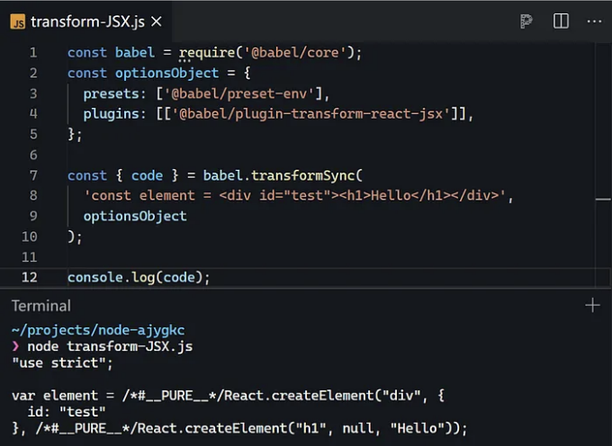 JS transform-JSX.js ×
1 const babel = require('@babel/core');
2 const optionsObject = {
3 presets: ['@babel/preset-env'],
4 plugins: [['@babel/plugin-transform-react-jsx']],
5 };
6
7 const { code } = babel.transformSync(
8 'const element = <div id="test"><h1>Hello</h1></div>',
9 optionsObject
10 );
11
12 console.log(code);
Terminal
~/projects/node-ajygkc
❯ node transform-JSX.js
"use strict";
var element = /*#__PURE__*/React.createElement("div", {
id: "test"
}, /*#__PURE__*/React.createElement("h1", null, "Hello"));